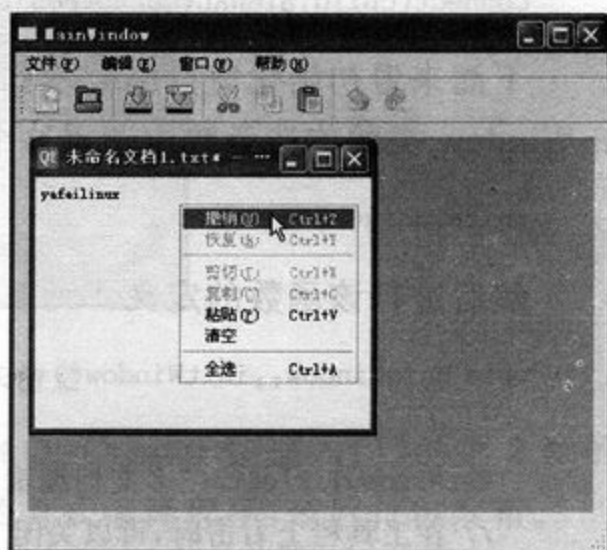 MainWindow
文件(F) 编辑(E) 窗口(W) 帮助(H)
Qt 未命名文档1.txt* - ...
yafeilinux
撤销(U) Ctrl+Z
恢复(R) Ctrl+Y
剪切(T) Ctrl+X
复制(C) Ctrl+C
粘贴(P) Ctrl+V
清空
全选 Ctrl+A